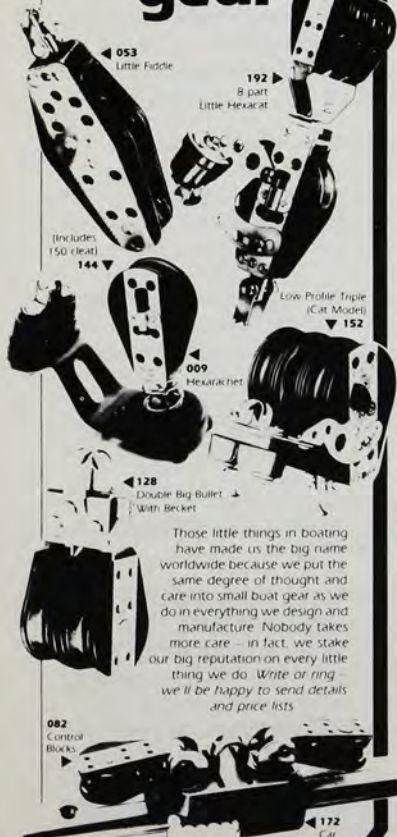 gear
053
Little Fiddle
192
8 part
Little Hexacat
(Includes
150 cleat)
144
Low Profile Triple
(Cat Model)
152
009
Hexarachet
128
Double Big Bullet
With Becket
Those little things in boating
have made us the big name
worldwide because we put the
same degree of thought and
care into small boat gear as we
do in everything we design and
manufacture. Nobody takes
more care – in fact, we stake
our big reputation on every little
thing we do. Write or ring –
we'll be happy to send details
and price lists
082
Control
Blocks
172
Car